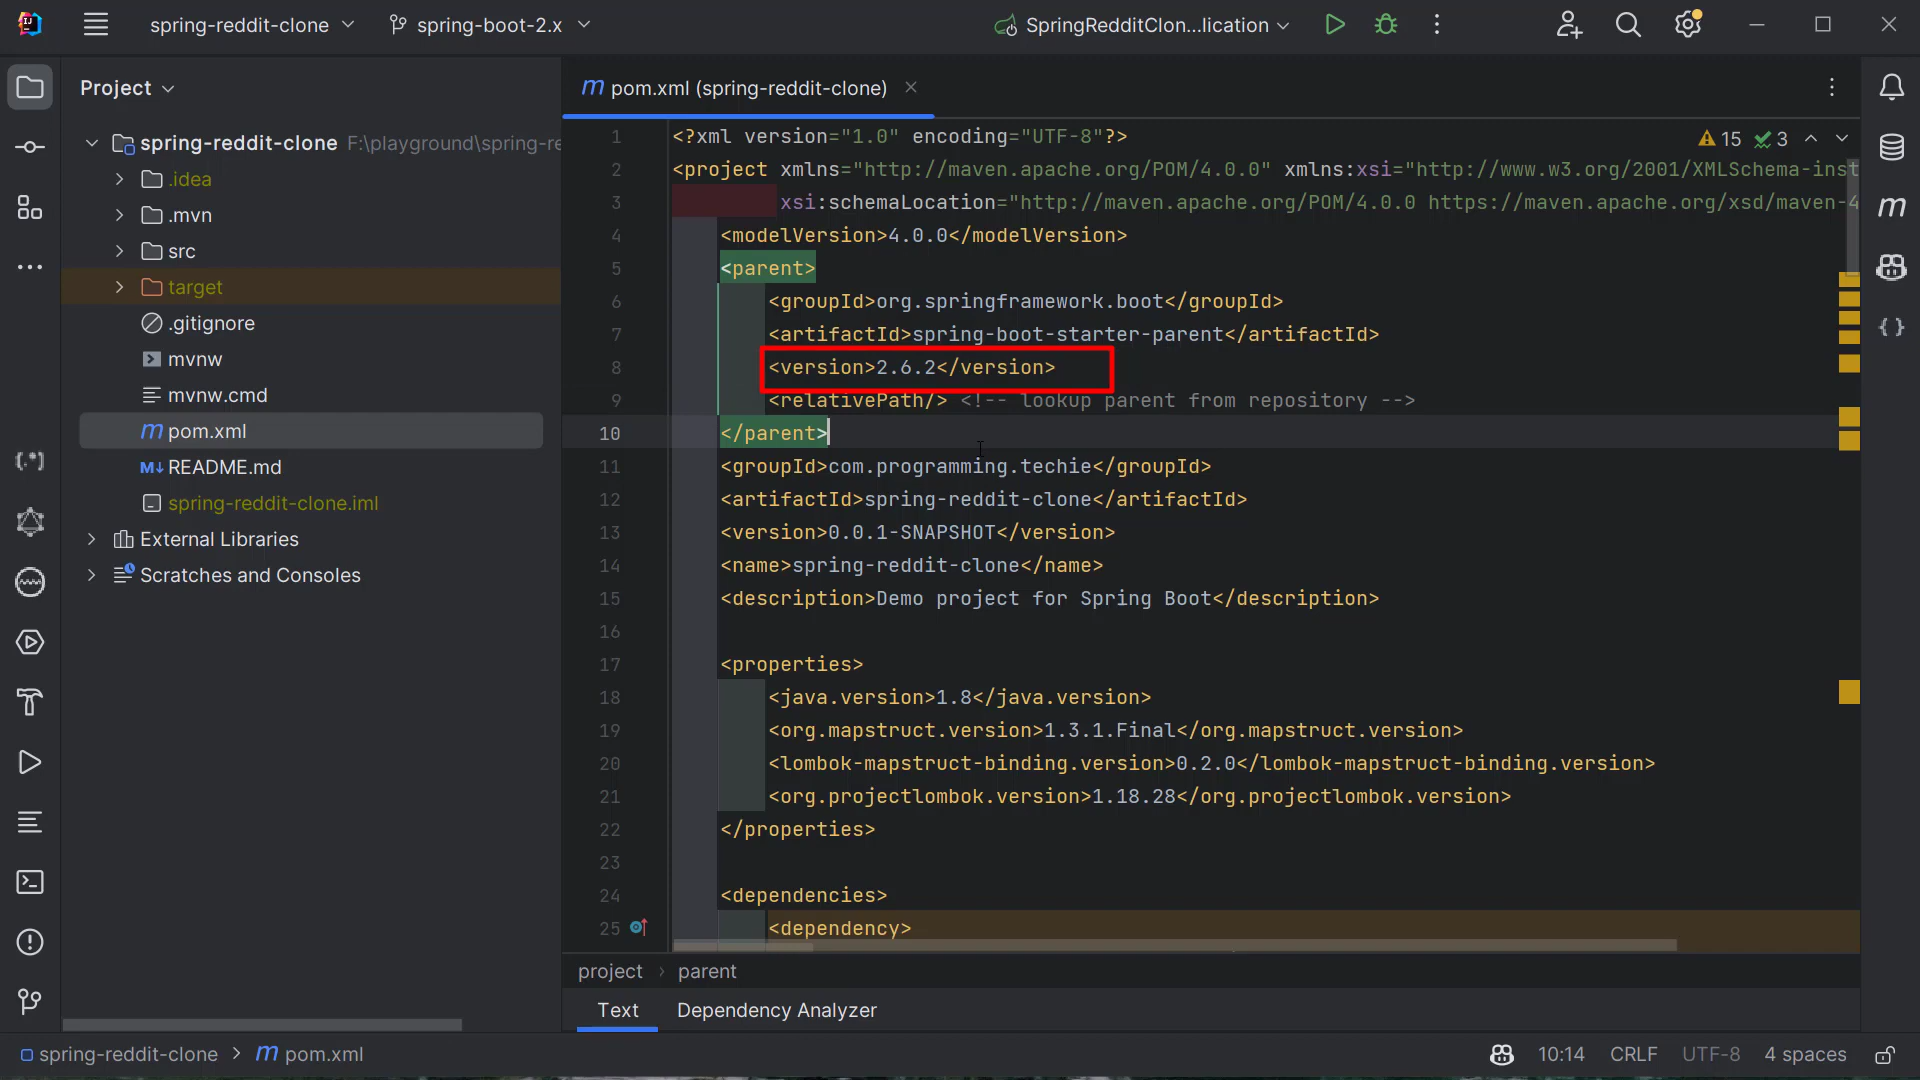 spring-reddit-clone
spring-boot-2.x
SpringRedditClon...lication
Project
pom.xml (spring-reddit-clone)
spring-reddit-clone F:\playground\spring-re
.idea
.mvn
src
target
.gitignore
mvnw
mvnw.cmd
pom.xml
README.md
spring-reddit-clone.iml
External Libraries
Scratches and Consoles
15 3
1 <?xml version="1.0" encoding="UTF-8"?>
2 <project xmlns="http://maven.apache.org/POM/4.0.0" xmlns:xsi="http://www.w3.org/2001/XMLSchema-inst
3 xsi:schemaLocation="http://maven.apache.org/POM/4.0.0 https://maven.apache.org/xsd/maven-4
4 <modelVersion>4.0.0</modelVersion>
5 <parent>
6 <groupId>org.springframework.boot</groupId>
7 <artifactId>spring-boot-starter-parent</artifactId>
8 <version>2.6.2</version>
9 <relativePath/> <!-- lookup parent from repository -->
10 </parent>
11 <groupId>com.programming.techie</groupId>
12 <artifactId>spring-reddit-clone</artifactId>
13 <version>0.0.1-SNAPSHOT</version>
14 <name>spring-reddit-clone</name>
15 <description>Demo project for Spring Boot</description>
16
17 <properties>
18 <java.version>1.8</java.version>
19 <org.mapstruct.version>1.3.1.Final</org.mapstruct.version>
20 <lombok-mapstruct-binding.version>0.2.0</lombok-mapstruct-binding.version>
21 <org.projectlombok.version>1.18.28</org.projectlombok.version>
22 </properties>
23
24 <dependencies>
25 <dependency>
project › parent
Text Dependency Analyzer
spring-reddit-clone > m pom.xml
10:14 CRLF UTF-8 4 spaces